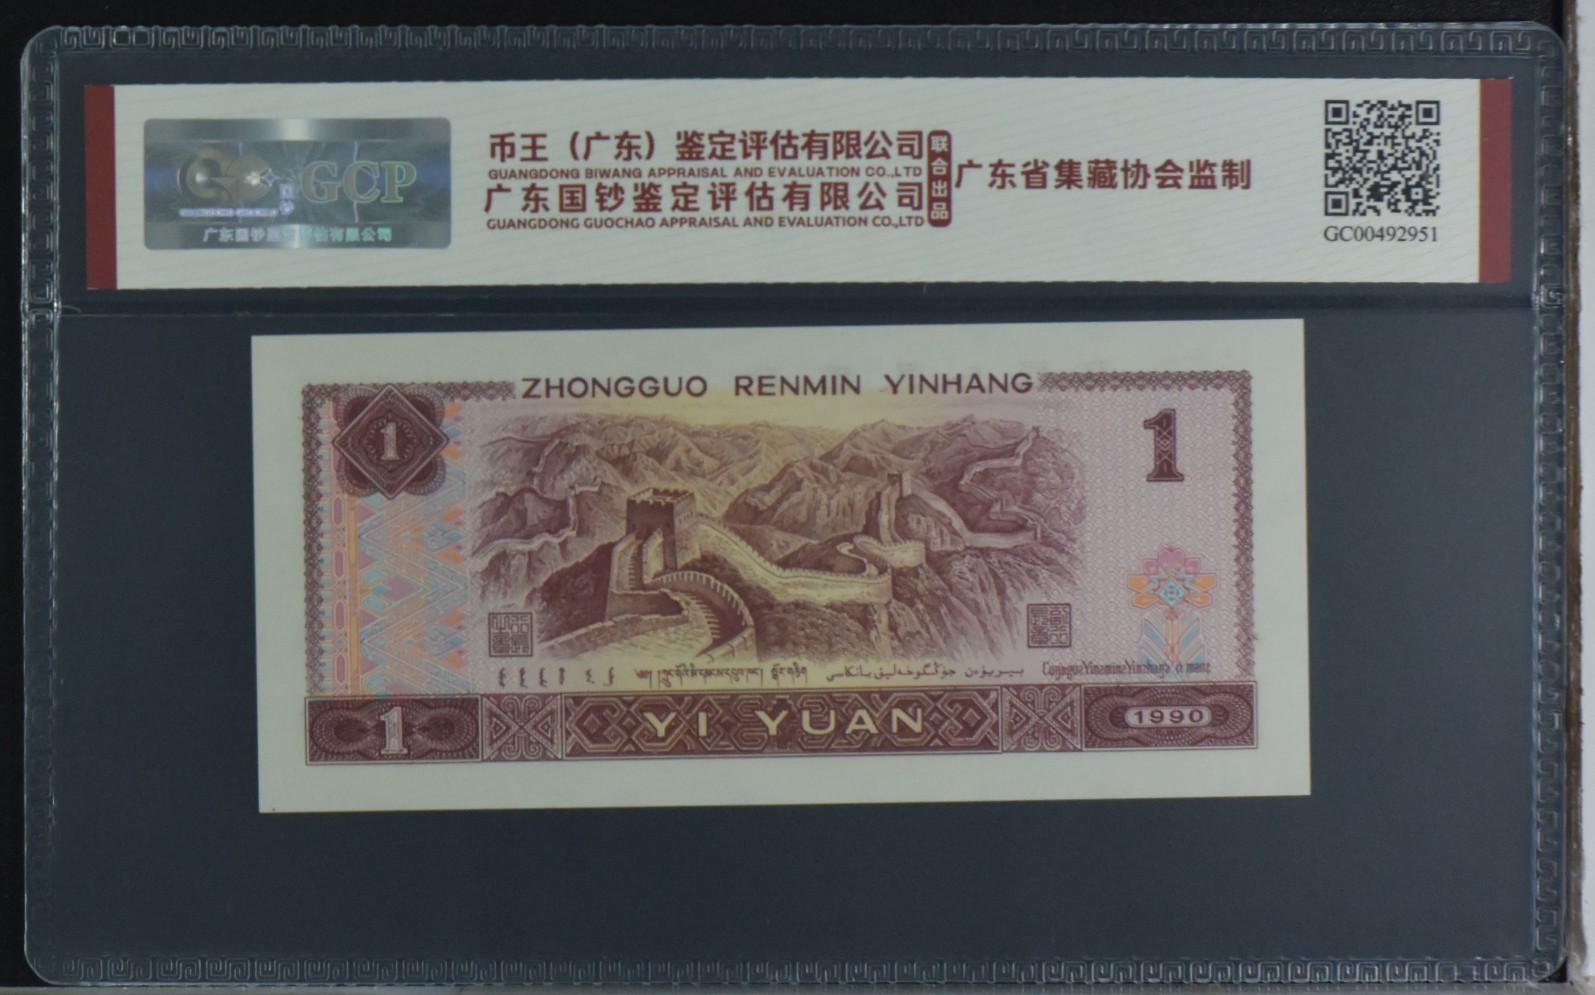 GCP
广东国钞鉴定评估有限公司
币王（广东）鉴定评估有限公司
GUANGDONG BIWANG APPRAISAL AND EVALUATION CO.,LTD
广东国钞鉴定评估有限公司
GUANGDONG GUOCHAO APPRAISAL AND EVALUATION CO.,LTD
联合出品
广东省集藏协会监制
GC00492951
ZHONGGUO RENMIN YINHANG
1
1
1
YI YUAN
1990